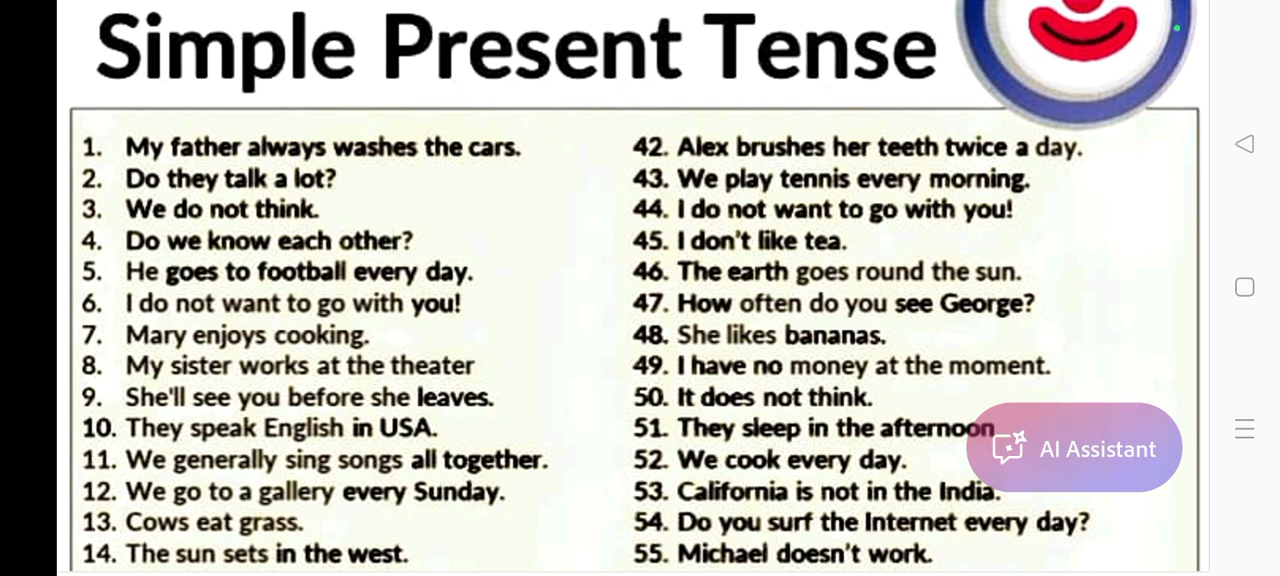 Simple Present Tense
1. My father always washes the cars.
2. Do they talk a lot?
3. We do not think.
4. Do we know each other?
5. He goes to football every day.
6. I do not want to go with you!
7. Mary enjoys cooking.
8. My sister works at the theater
9. She'll see you before she leaves.
10. They speak English in USA.
11. We generally sing songs all together.
12. We go to a gallery every Sunday.
13. Cows eat grass.
14. The sun sets in the west.
42. Alex brushes her teeth twice a day.
43. We play tennis every morning.
44. I do not want to go with you!
45. I don't like tea.
46. The earth goes round the sun.
47. How often do you see George?
48. She likes bananas.
49. I have no money at the moment.
50. It does not think.
51. They sleep in the afternoon
52. We cook every day.
53. California is not in the India.
54. Do you surf the Internet every day?
55. Michael doesn't work.
AI Assistant